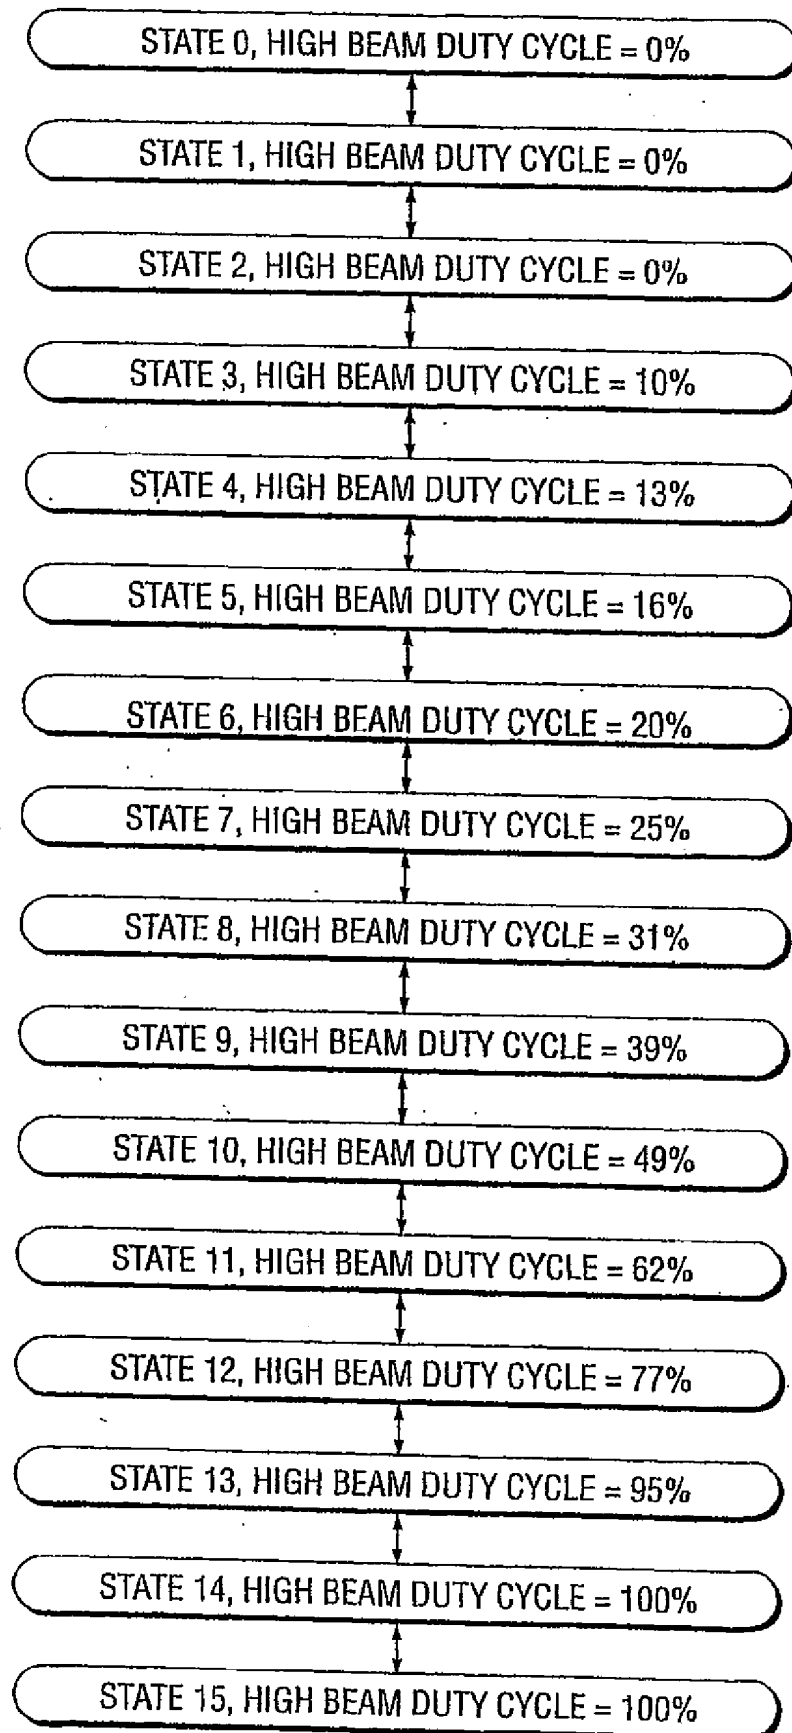 STATE 0, HIGH BEAM DUTY CYCLE = 0%
STATE 1, HIGH BEAM DUTY CYCLE = 0%
STATE 2, HIGH BEAM DUTY CYCLE = 0%
STATE 3, HIGH BEAM DUTY CYCLE = 10%
STATE 4, HIGH BEAM DUTY CYCLE = 13%
STATE 5, HIGH BEAM DUTY CYCLE = 16%
STATE 6, HIGH BEAM DUTY CYCLE = 20%
STATE 7, HIGH BEAM DUTY CYCLE = 25%
STATE 8, HIGH BEAM DUTY CYCLE = 31%
STATE 9, HIGH BEAM DUTY CYCLE = 39%
STATE 10, HIGH BEAM DUTY CYCLE = 49%
STATE 11, HIGH BEAM DUTY CYCLE = 62%
STATE 12, HIGH BEAM DUTY CYCLE = 77%
STATE 13, HIGH BEAM DUTY CYCLE = 95%
STATE 14, HIGH BEAM DUTY CYCLE = 100%
STATE 15, HIGH BEAM DUTY CYCLE = 100%